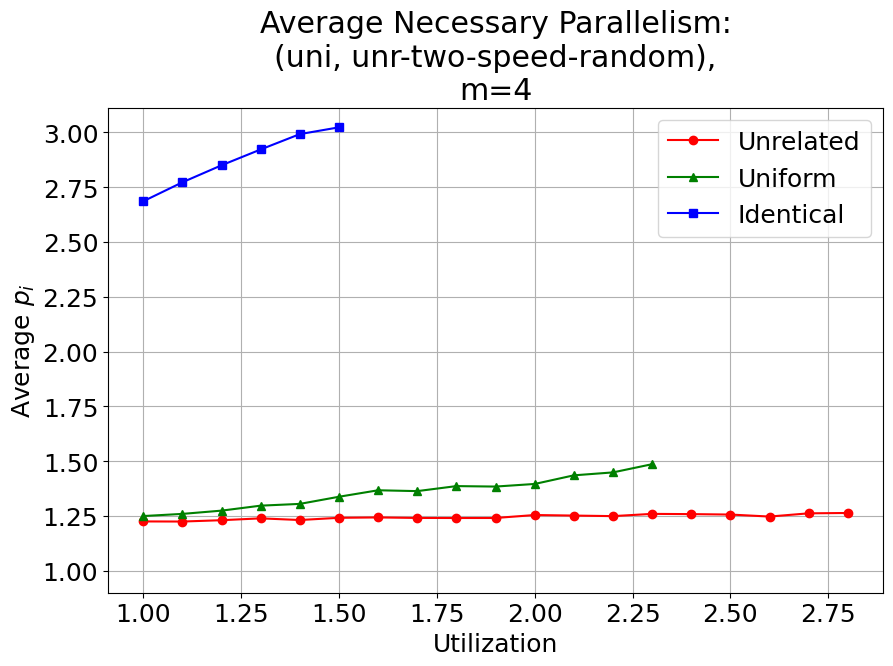 Average Necessary Parallelism:
(uni, unr-two-speed-random),
m=4
Unrelated
Uniform
Identical
Average p_i
3.00
2.75
2.50
2.25
2.00
1.75
1.50
1.25
1.00
1.00 1.25 1.50 1.75 2.00 2.25 2.50 2.75
Utilization